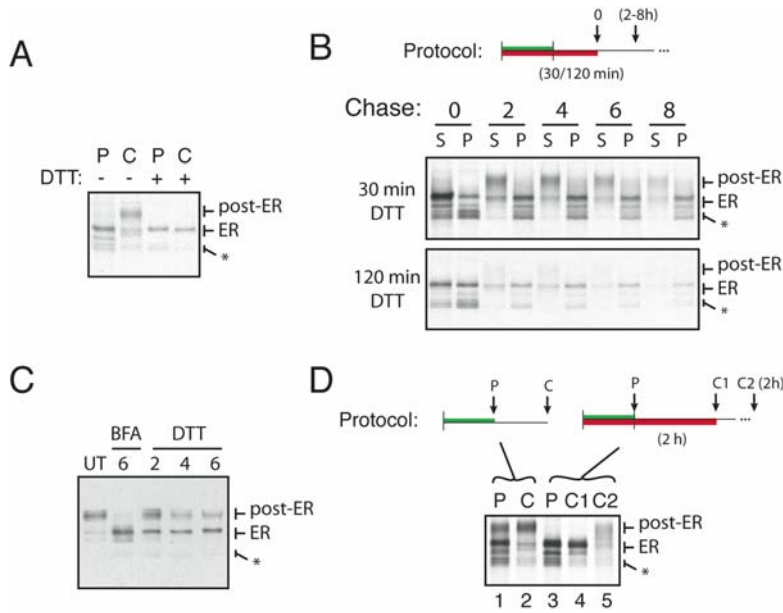 A
P C P C
DTT: - - + +
post-ER
ER
*
B
Protocol:
0 (2-8h)
...
(30/120 min)
Chase: 0 2 4 6 8
S P S P S P S P S P
30 min
DTT
post-ER
ER
*
120 min
DTT
post-ER
ER
*
C
BFA DTT
UT 6 2 4 6
post-ER
ER
*
D
Protocol:
P C P C1 C2 (2h)
...
(2 h)
P C P C1 C2
post-ER
ER
*
1 2 3 4 5